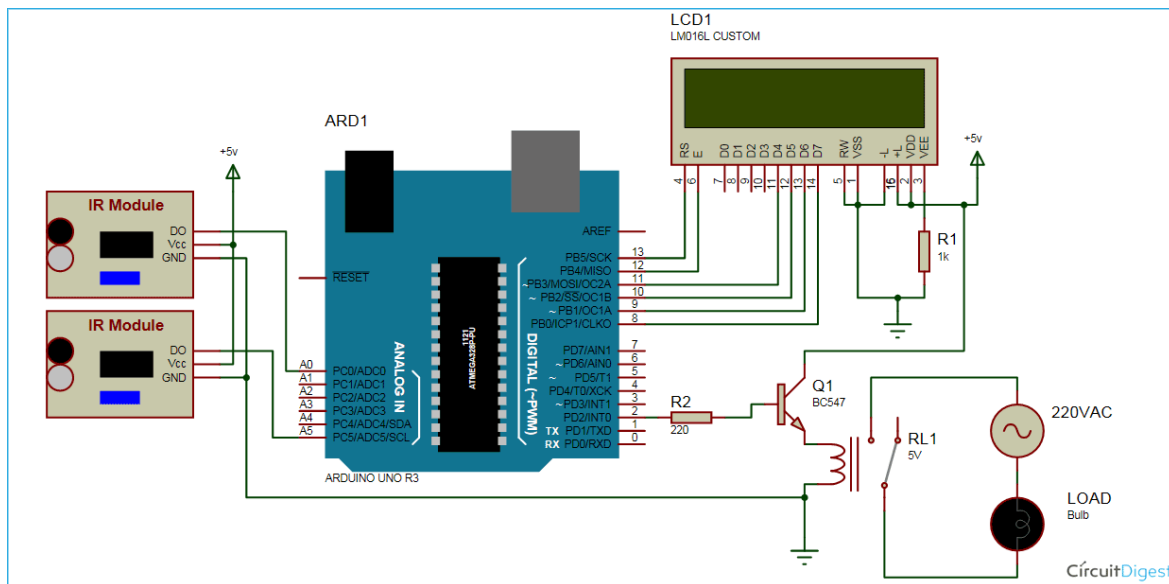 LCD1
LM016L CUSTOM
ARD1
+5v
+5v
RS
E
D0
D1
D2
D3
D4
D5
D6
D7
RW
VSS
-L
+L
VDD
VEE
4
6
7
8
9
10
11
12
13
14
5
1
16
2
3
IR Module
DO
Vcc
GND
R1
1k
AREF
RESET
PB5/SCK 13
PB4/MISO 12
~PB3/MOSI/OC2A 11
~ PB2/SS/OC1B 10
~ PB1/OC1A 9
PB0/ICP1/CLKO 8
IR Module
DO
Vcc
GND
1121
ATMEGA328P-PU
ANALOG IN
DIGITAL (~PWM)
PD7/AIN1 7
~ PD6/AIN0 6
~ PD5/T1 5
PD4/T0/XCK 4
~ PD3/INT1 3
PD2/INT0 2
TX PD1/TXD 1
RX PD0/RXD 0
A0 PC0/ADC0
A1 PC1/ADC1
A2 PC2/ADC2
A3 PC3/ADC3
A4 PC4/ADC4/SDA
A5 PC5/ADC5/SCL
ARDUINO UNO R3
R2
220
Q1
BC547
RL1
5V
220VAC
LOAD
Bulb
CírcuitDigest